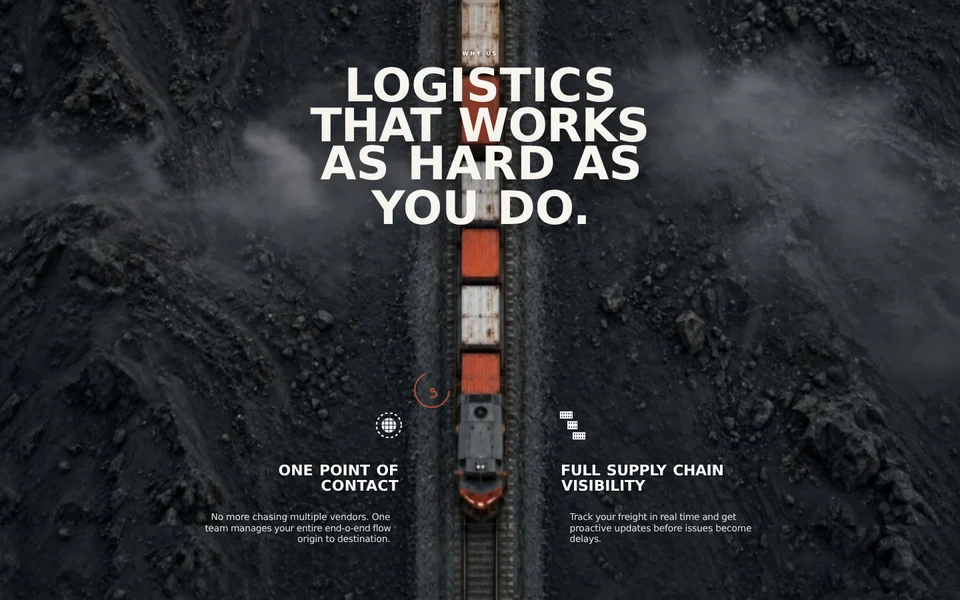 WHY US
LOGISTICS
THAT WORKS
AS HARD AS
YOU DO.
ONE POINT OF
CONTACT
No more chasing multiple vendors. One
team manages your entire end-o-end flow
origin to destination.
FULL SUPPLY CHAIN
VISIBILITY
Track your freight in real time and get
proactive updates before issues become
delays.